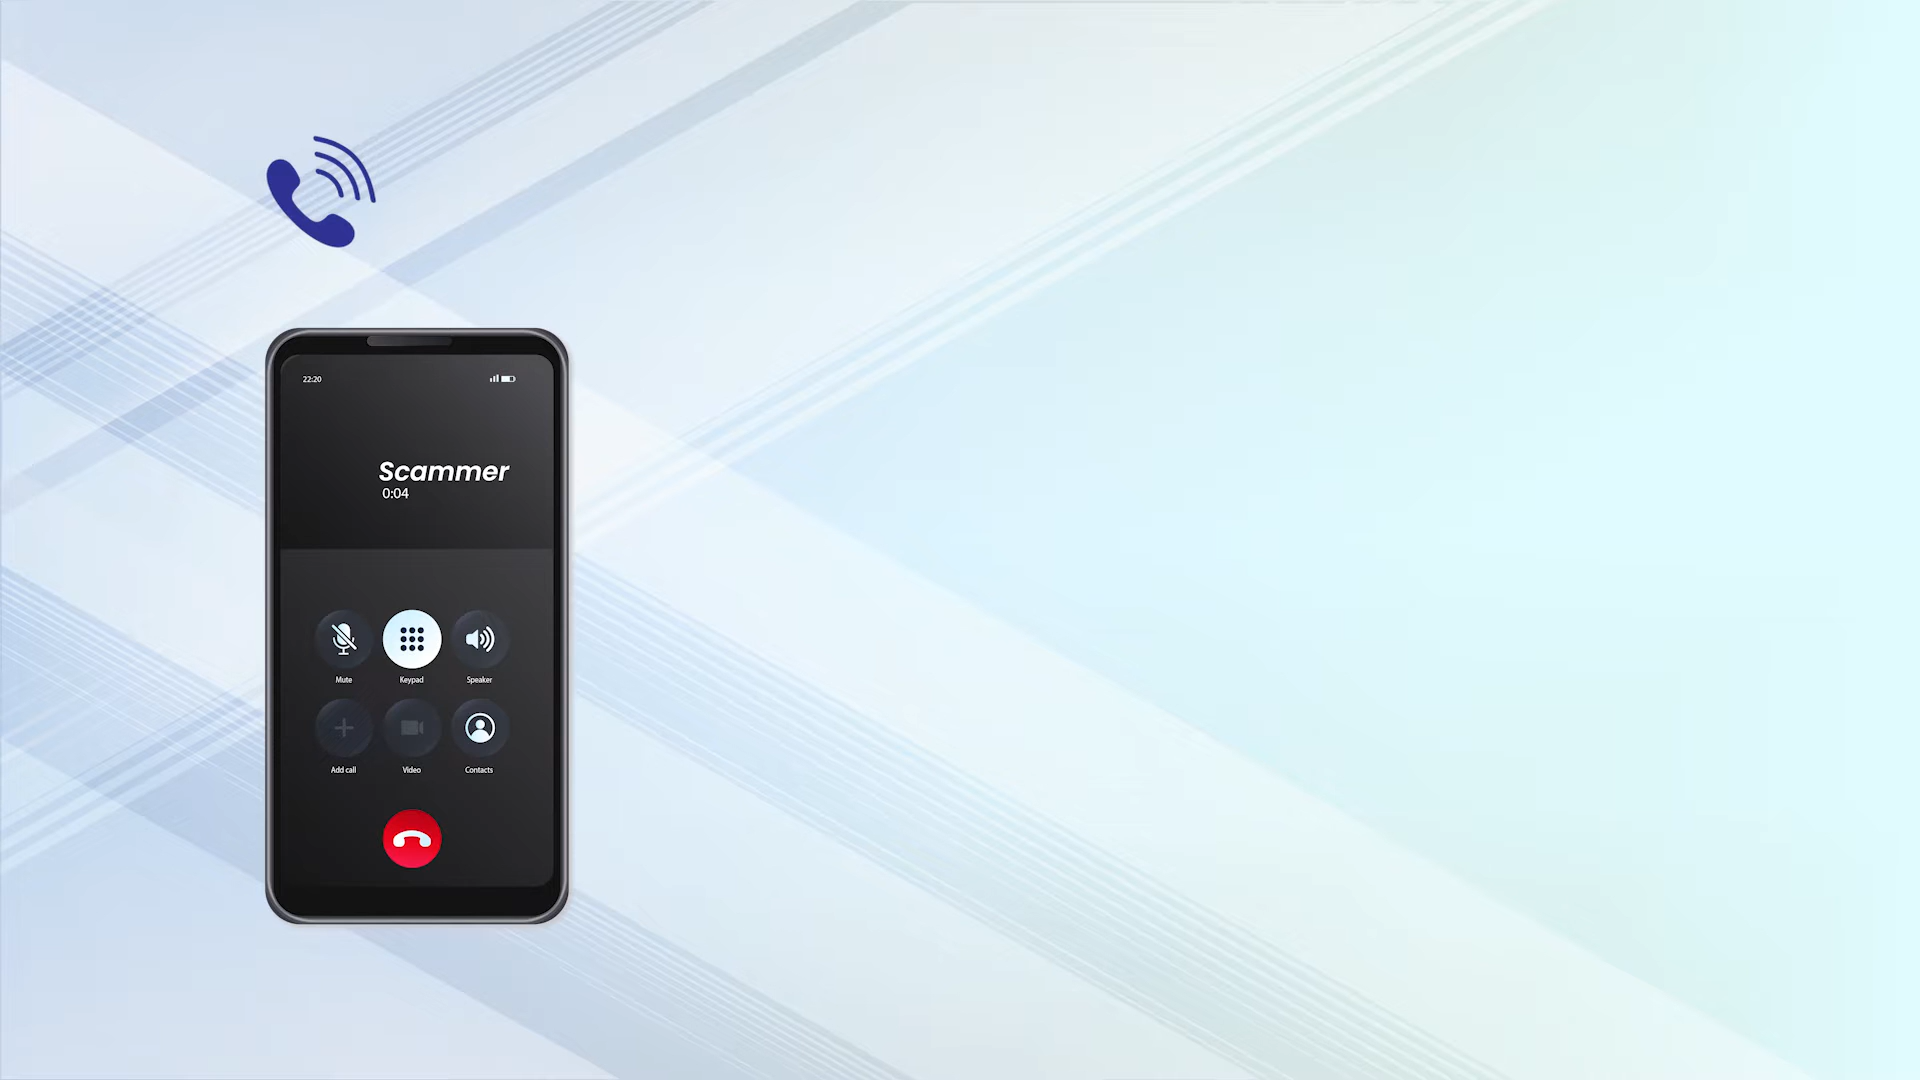 22:20
Scammer
0:04
Mute Keypad Speaker
Add call Video Contacts